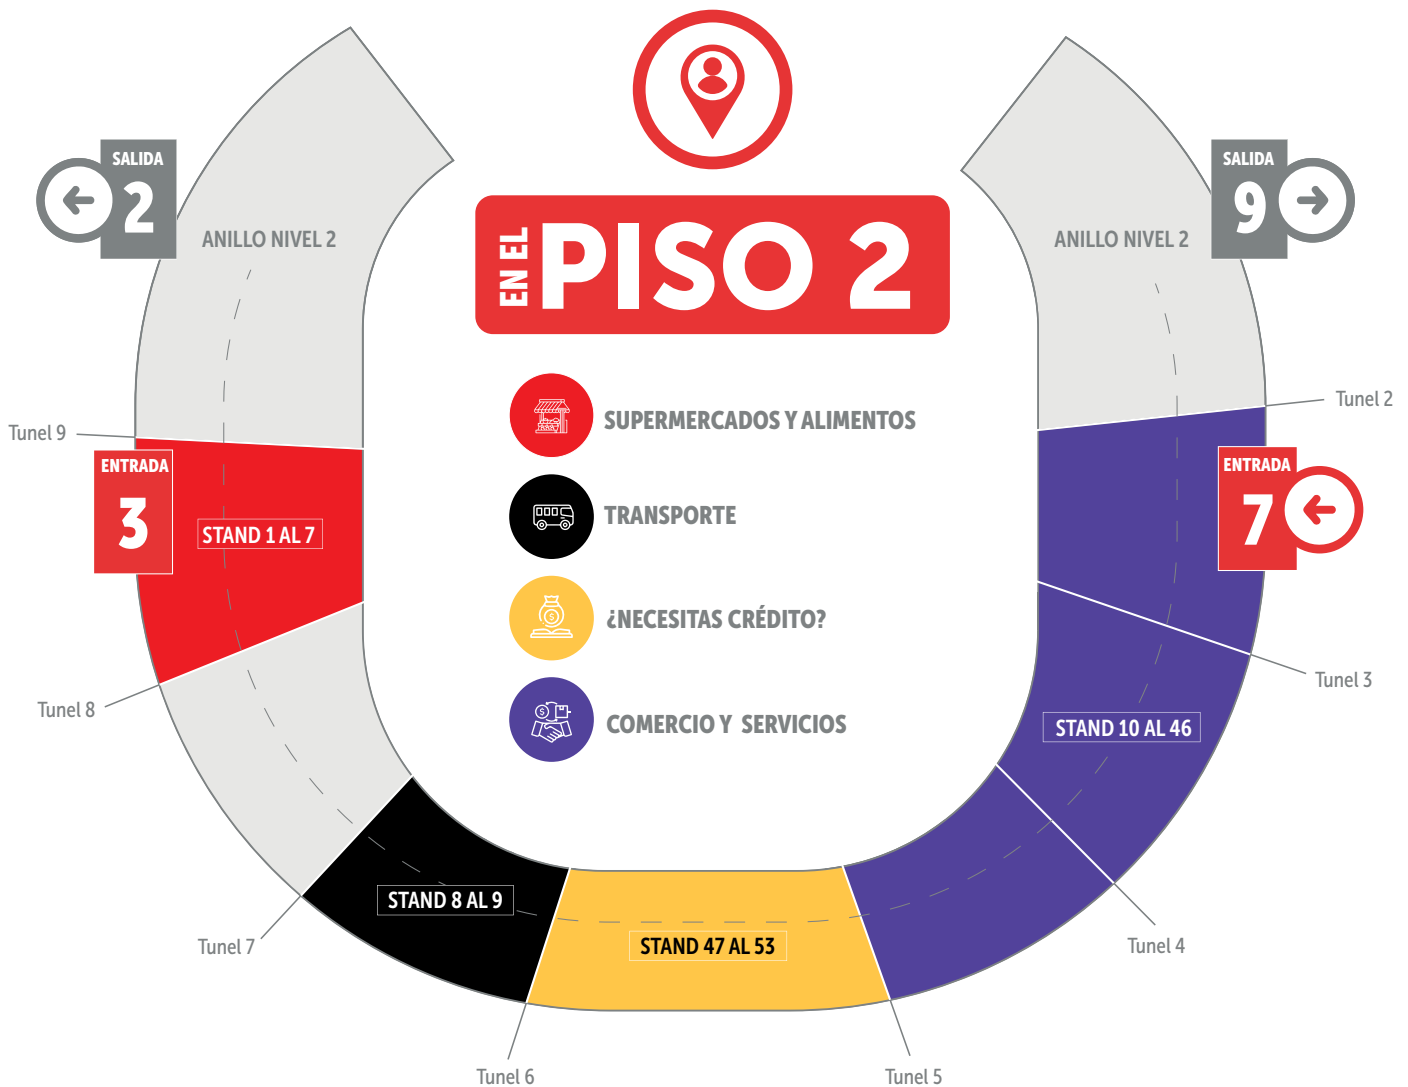 SALIDA
2
SALIDA
9
ANILLO NIVEL 2
ANILLO NIVEL 2
EN EL
PISO 2
SUPERMERCADOS Y ALIMENTOS
TRANSPORTE
¿NECESITAS CRÉDITO?
COMERCIO Y SERVICIOS
Tunel 9
Tunel 2
ENTRADA
3
ENTRADA
7
STAND 1 AL 7
Tunel 8
Tunel 3
STAND 10 AL 46
STAND 8 AL 9
STAND 47 AL 53
Tunel 7
Tunel 4
Tunel 6
Tunel 5